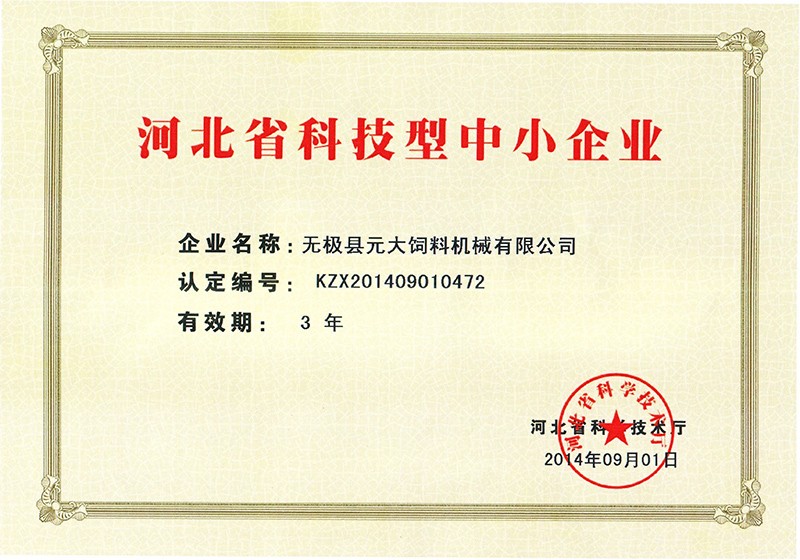 河北省科技型中小企业
企业名称：无极县元大饲料机械有限公司
认定编号： KZX201409010472
有效期： 3 年
河北省科学技术厅
河北省科学技术厅
2014年09月01日